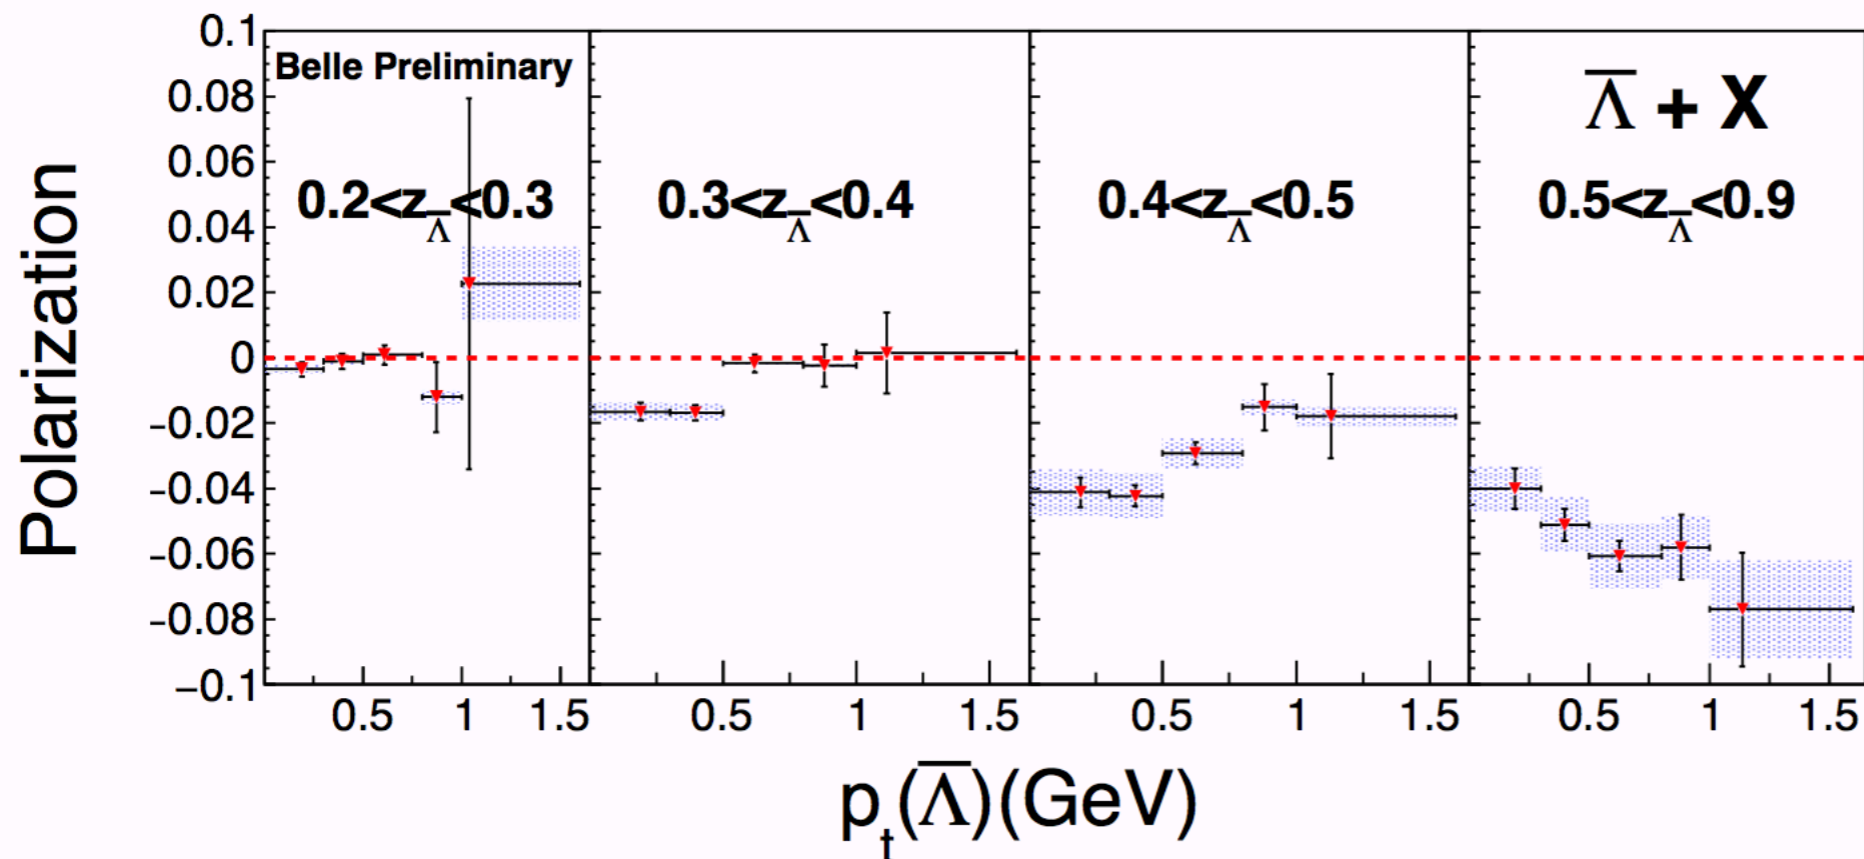 Polarization
0.1
0.08
0.06
0.04
0.02
0
-0.02
-0.04
-0.06
-0.08
-0.1
Belle Preliminary
Λ̅ + X
0.2<z_Λ̅<0.3
0.3<z_Λ̅<0.4
0.4<z_Λ̅<0.5
0.5<z_Λ̅<0.9
0.5 1 1.5
0.5 1 1.5
0.5 1 1.5
0.5 1 1.5
p_t(Λ̅)(GeV)